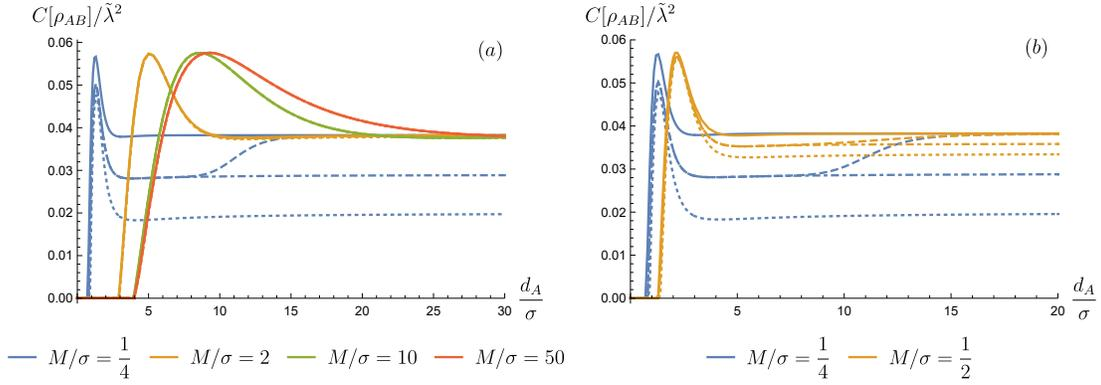 C[ρ_AB]/λ̃² C[ρ_AB]/λ̃²
(a) (b)
0.06 0.06
0.05 0.05
0.04 0.04
0.03 0.03
0.02 0.02
0.01 0.01
0.00 0.00
5 10 15 20 25 30 d_A/σ 5 10 15 20 d_A/σ
M/σ = 1/4 M/σ = 2 M/σ = 10 M/σ = 50 M/σ = 1/4 M/σ = 1/2